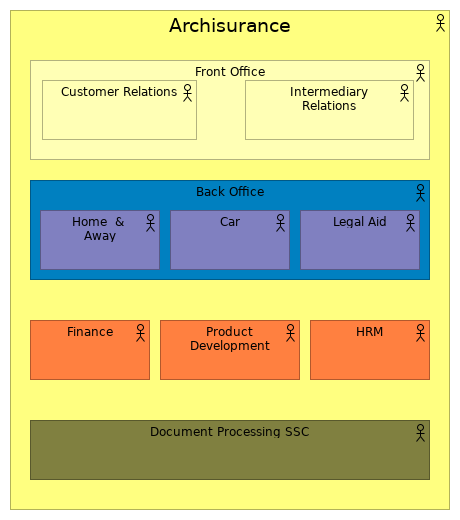 Archisurance
Front Office
Customer Relations
Intermediary
Relations
Back Office
Home &
Away
Car
Legal Aid
Finance
Product
Development
HRM
Document Processing SSC